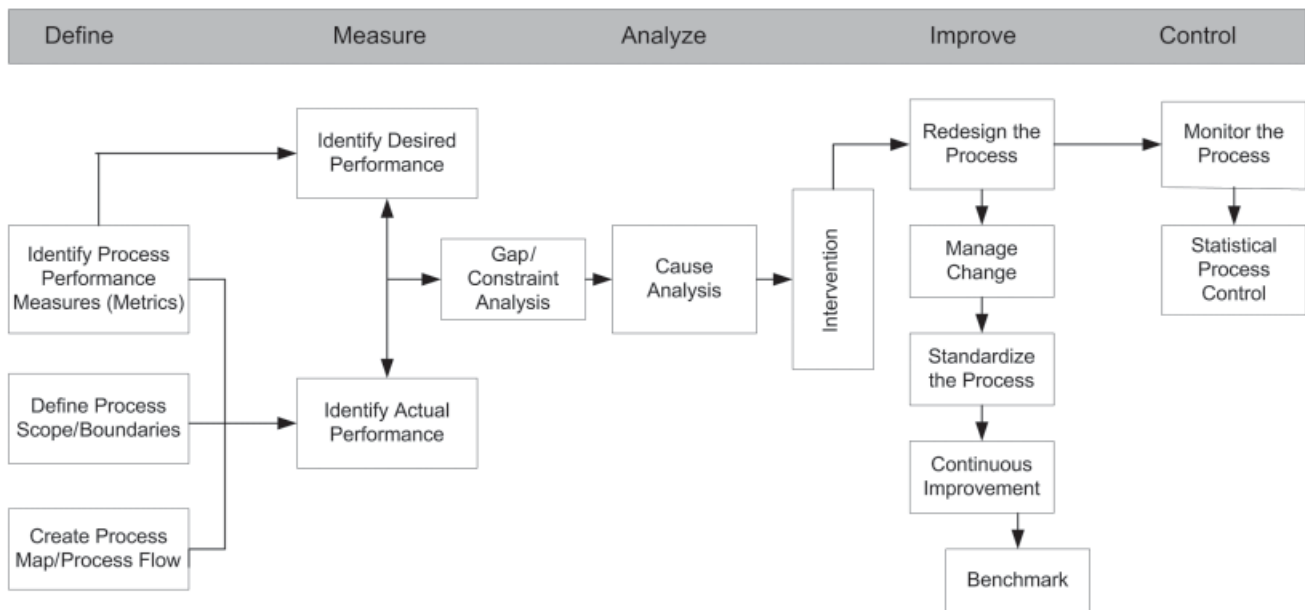 Define
Measure
Analyze
Improve
Control
Identify Desired
Performance
Redesign the
Process
Monitor the
Process
Identify Process
Performance
Measures (Metrics)
Gap/
Constraint
Analysis
Cause
Analysis
Intervention
Manage
Change
Statistical
Process
Control
Standardize
the Process
Define Process
Scope/Boundaries
Identify Actual
Performance
Continuous
Improvement
Create Process
Map/Process Flow
Benchmark